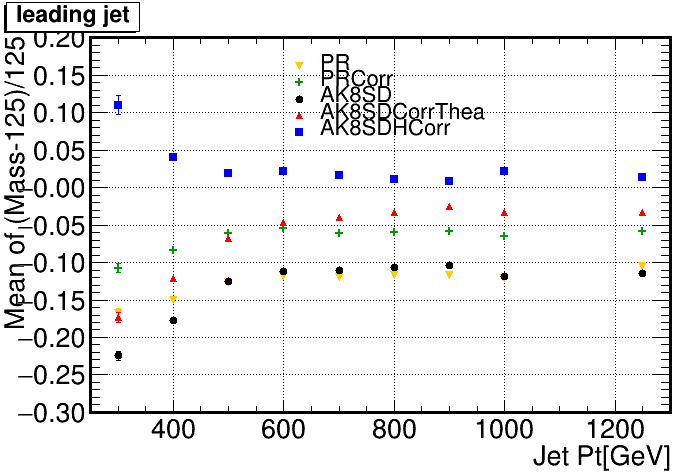 leading jet
Mean of (Mass-125)/125
0.20
0.15
0.10
0.05
−0.00
−0.05
−0.10
−0.15
−0.20
−0.25
−0.30
PR
PRCorr
AK8SD
AK8SDCorrThea
AK8SDHCorr
400 600 800 1000 1200
Jet Pt[GeV]